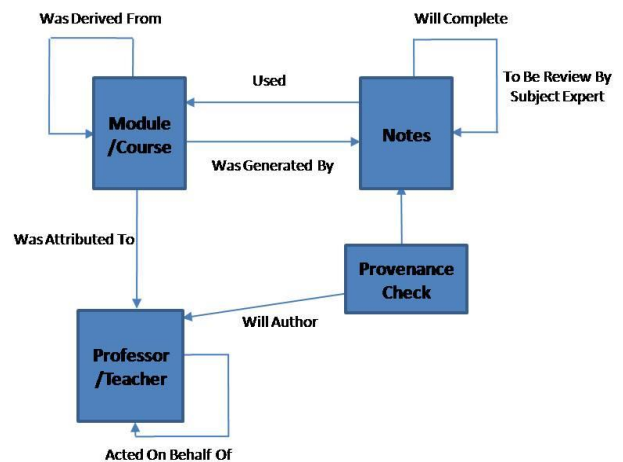 Was Derived From
Will Complete
Used
To Be Review By
Subject Expert
Module
/Course
Notes
Was Generated By
Was Attributed To
Provenance
Check
Will Author
Professor
/Teacher
Acted On Behalf Of